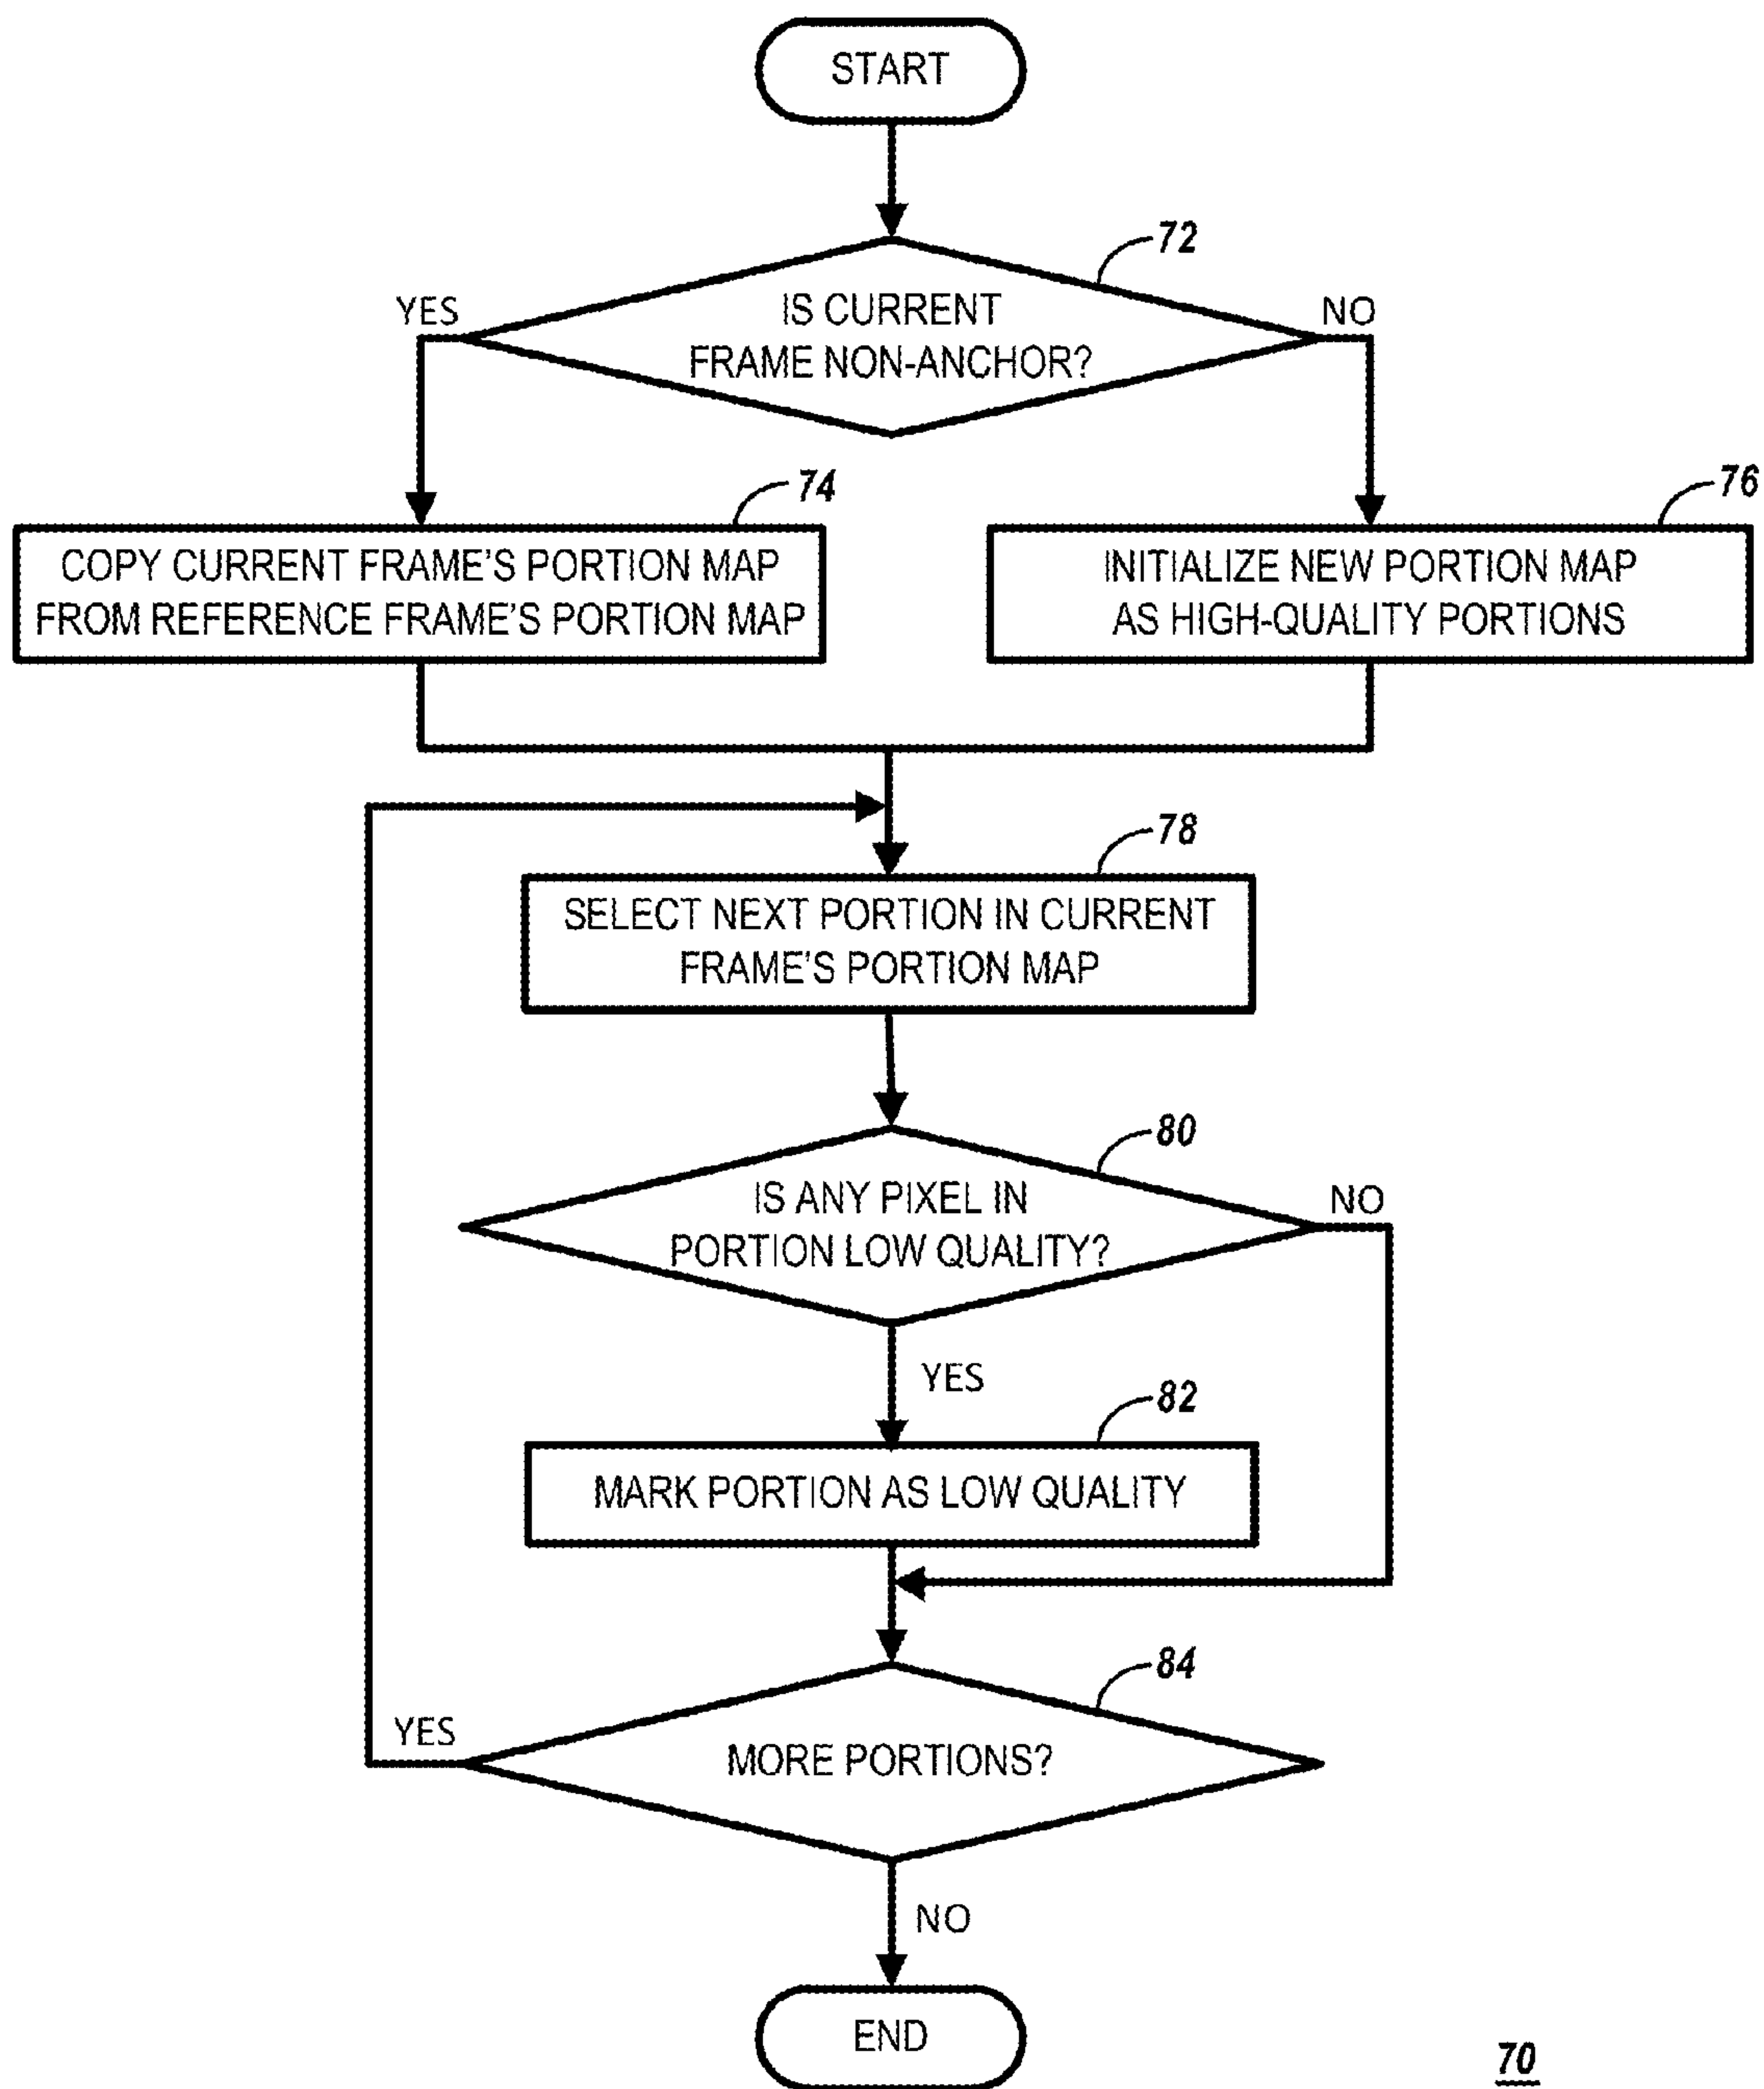 START
72
YES
IS CURRENT
NO
FRAME NON-ANCHOR?
74
76
COPY CURRENT FRAME'S PORTION MAP
FROM REFERENCE FRAME'S PORTION MAP
INITIALIZE NEW PORTION MAP
AS HIGH-QUALITY PORTIONS
78
SELECT NEXT PORTION IN CURRENT
FRAME'S PORTION MAP
80
IS ANY PIXEL IN
PORTION LOW QUALITY?
NO
YES
82
MARK PORTION AS LOW QUALITY
84
YES
MORE PORTIONS?
NO
END
70